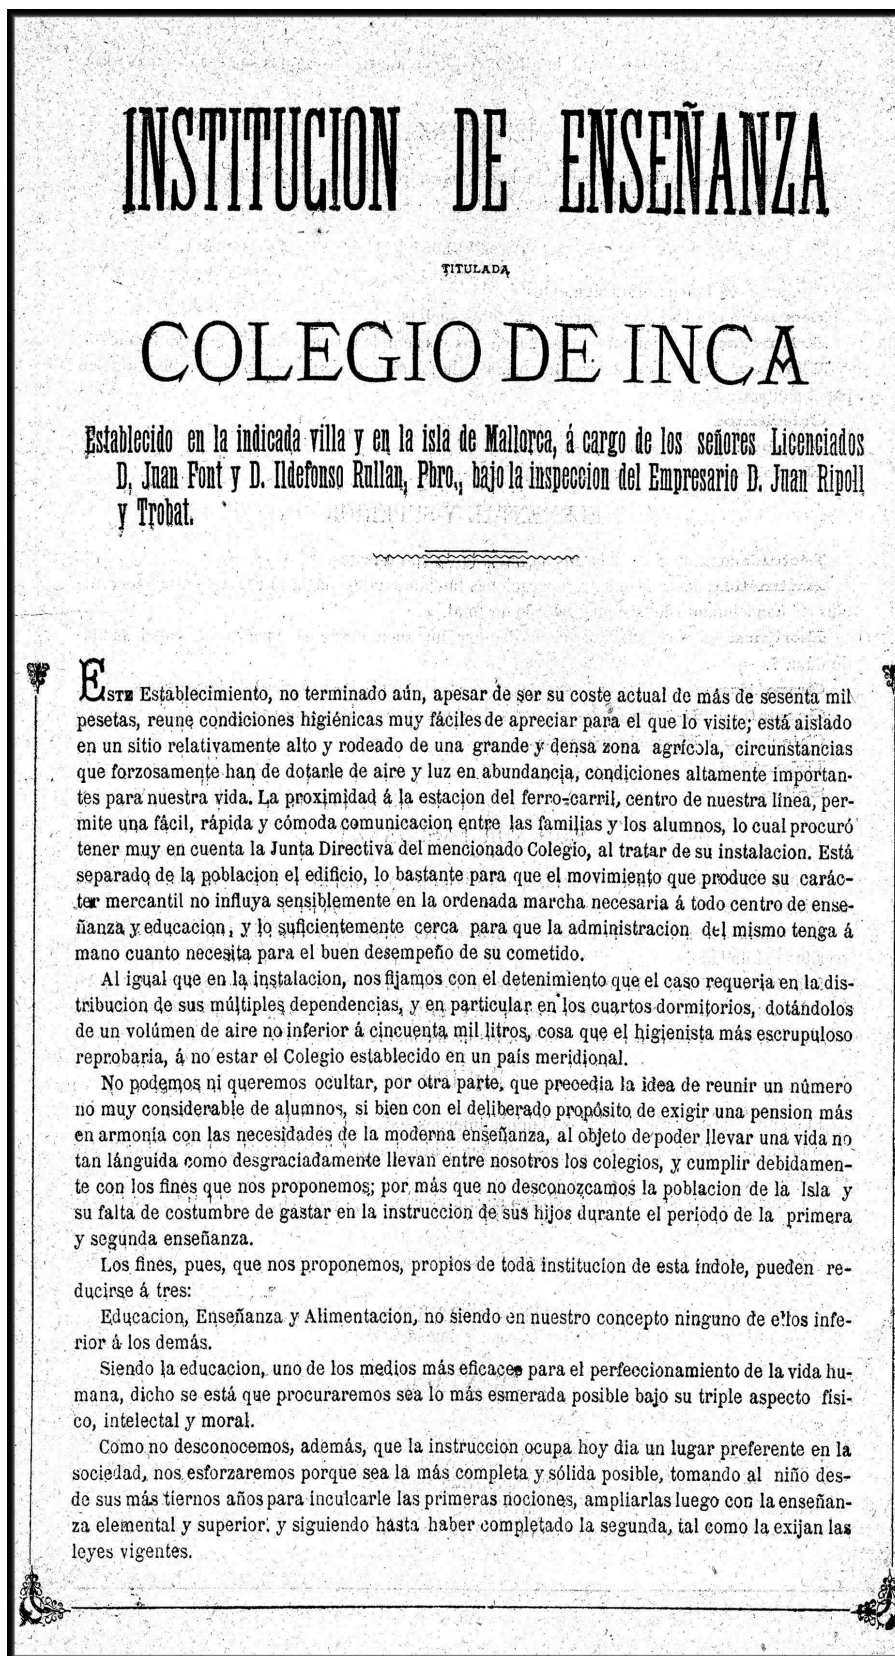 INSTITUCION DE ENSEÑANZA
TITULADA
COLEGIO DE INCA
Establecido en la indicada villa y en la isla de Mallorca, á cargo de los señores Licenciados
D. Juan Font y D. Ildefonso Rullan, Pbro., bajo la inspeccion del Empresario D. Juan Ripoll
y Trobat.
ESTE Establecimiento, no terminado aún, apesar de ser su coste actual de más de sesenta mil
pesetas, reune condiciones higiénicas muy fáciles de apreciar para el que lo visite; está aislado
en un sitio relativamente alto y rodeado de una grande y densa zona agrícola, circunstancias
que forzosamente han de dotarle de aire y luz en abundancia, condiciones altamente importan-
tes para nuestra vida. La proximidad á la estacion del ferro-carril, centro de nuestra línea, per-
mite una fácil, rápida y cómoda comunicacion entre las familias y los alumnos, lo cual procuró
tener muy en cuenta la Junta Directiva del mencionado Colegio, al tratar de su instalacion. Está
separado de la poblacion el edificio, lo bastante para que el movimiento que produce su carác-
ter mercantil no influya sensiblemente en la ordenada marcha necesaria á todo centro de ense-
ñanza y educacion, y lo suficientemente cerca para que la administracion del mismo tenga á
mano cuanto necesita para el buen desempeño de su cometido.
Al igual que en la instalacion, nos fijamos con el detenimiento que el caso requeria en la dis-
tribucion de sus múltiples dependencias, y en particular en los cuartos dormitorios, dotándolos
de un volúmen de aire no inferior á cincuenta mil litros, cosa que el higienista más escrupuloso
reprobaria, á no estar el Colegio establecido en un país meridional.
No podemos ni queremos ocultar, por otra parte, que precedia la idea de reunir un número
no muy considerable de alumnos, si bien con el deliberado propósito de exigir una pension más
en armonía con las necesidades de la moderna enseñanza, al objeto de poder llevar una vida no
tan lánguida como desgraciadamente llevan entre nosotros los colegios, y cumplir debidamen-
te con los fines que nos proponemos; por más que no desconozcamos la poblacion de la Isla y
su falta de costumbre de gastar en la instruccion de sus hijos durante el periodo de la primera
y segunda enseñanza.
Los fines, pues, que nos proponemos, propios de toda institucion de esta índole, pueden re-
ducirse á tres:
Educacion, Enseñanza y Alimentacion, no siendo en nuestro concepto ninguno de ellos infe-
rior á los demás.
Siendo la educacion, uno de los medios más eficaces para el perfeccionamiento de la vida hu-
mana, dicho se está que procuraremos sea lo más esmerada posible bajo su triple aspecto físi-
co, intelectal y moral.
Como no desconocemos, además, que la instruccion ocupa hoy dia un lugar preferente en la
sociedad, nos esforzaremos porque sea la más completa y sólida posible, tomando al niño des-
de sus más tiernos años para inculcarle las primeras nociones, ampliarlas luego con la enseñan-
za elemental y superior, y siguiendo hasta haber completado la segunda, tal como la exijan las
leyes vigentes.